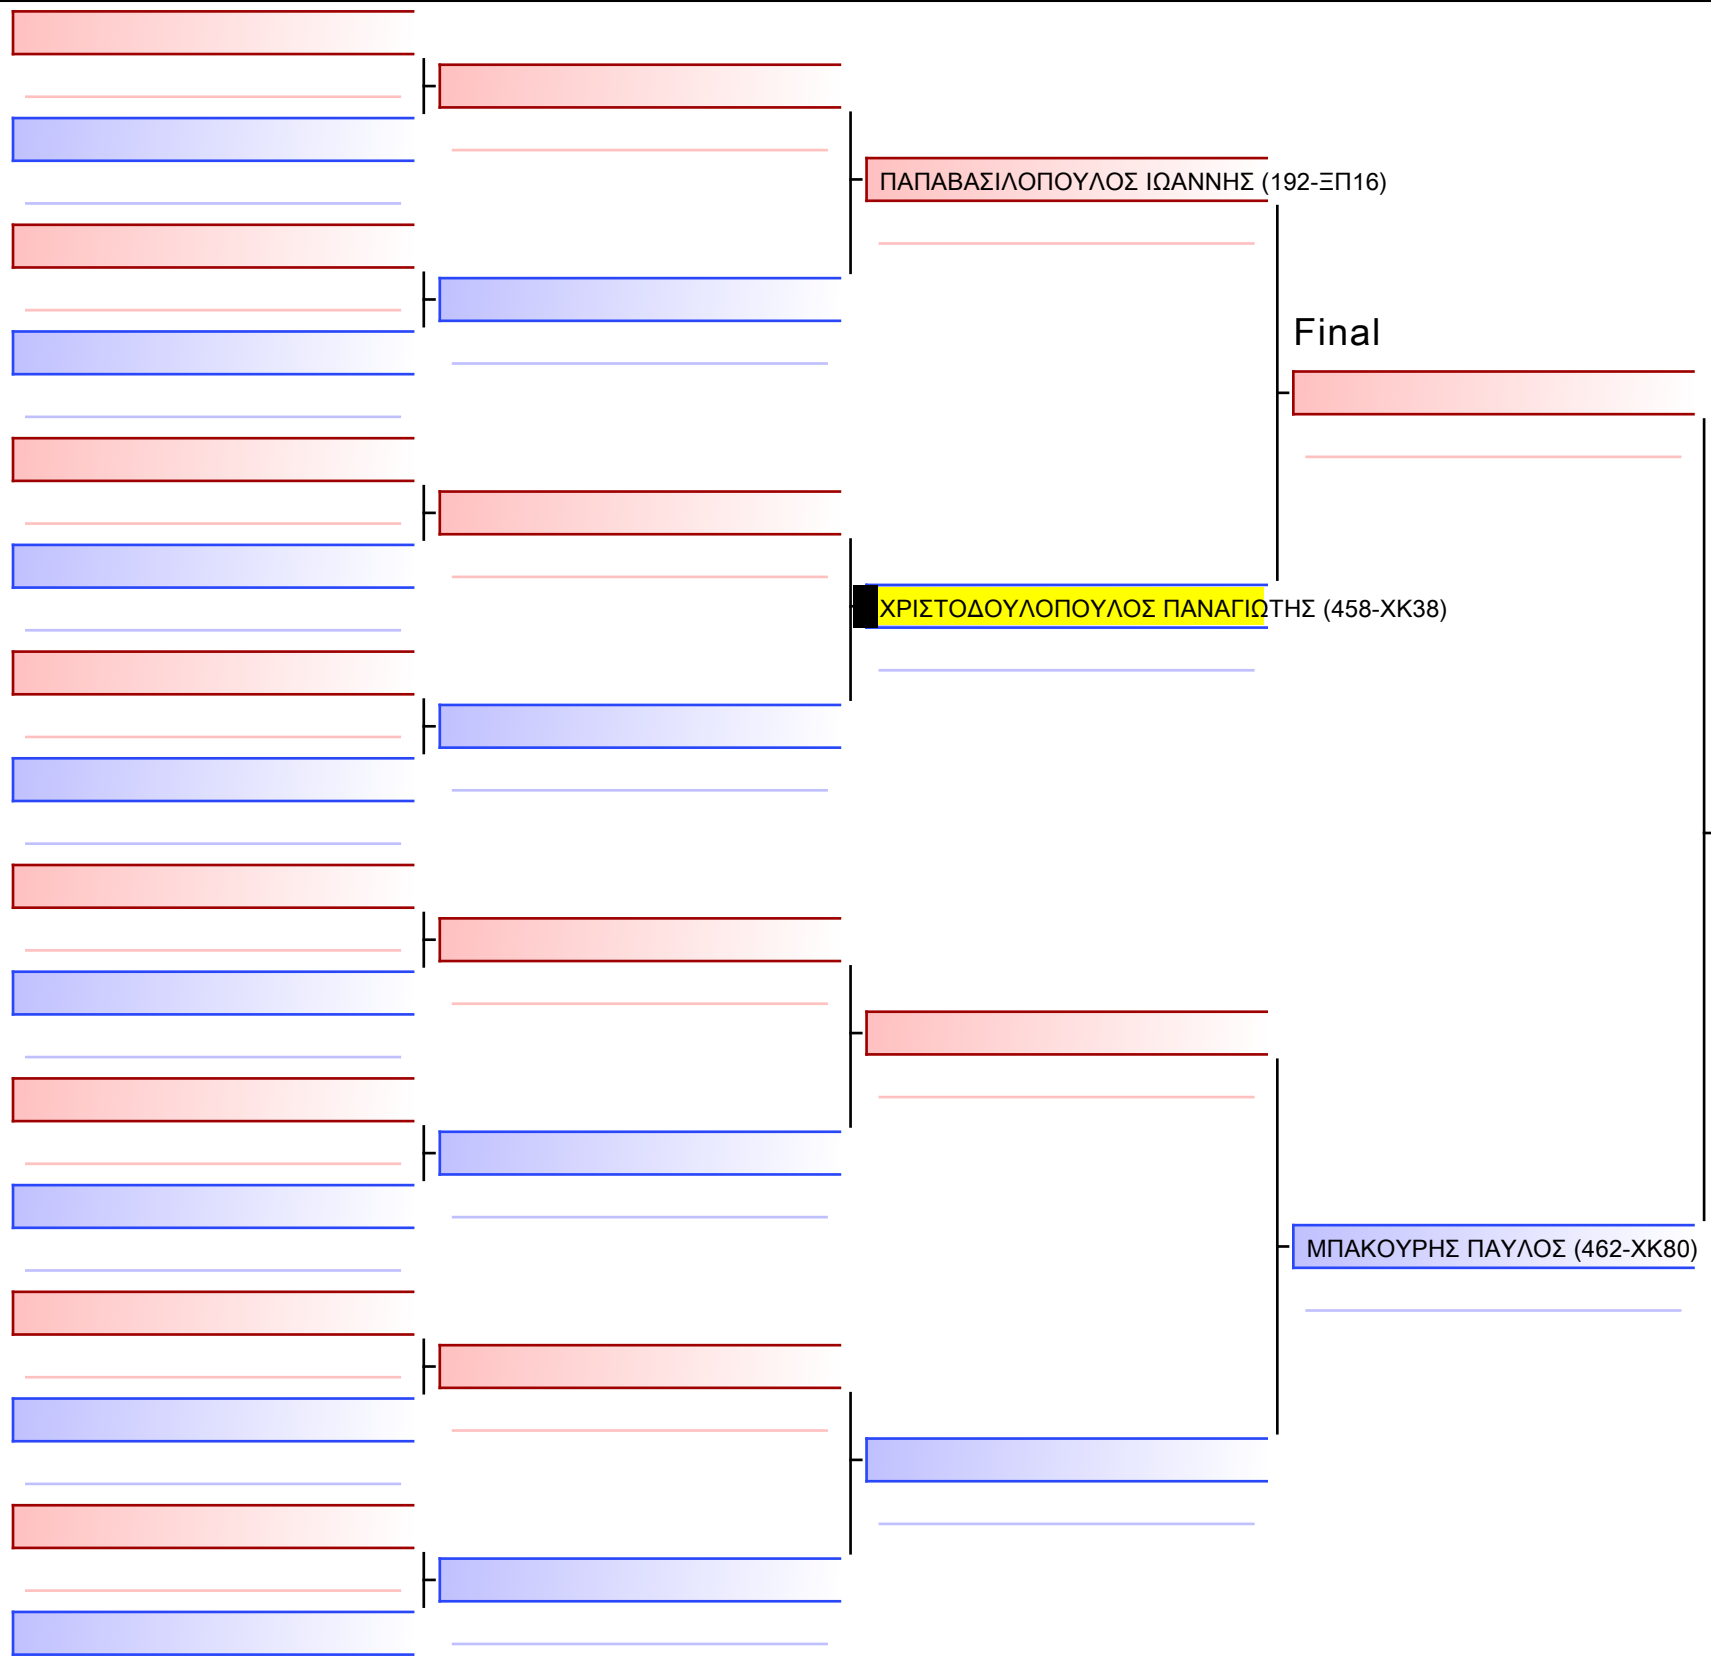 ΠΑΠΑΒΑΣΙΛΟΠΟΥΛΟΣ ΙΩΑΝΝΗΣ (192-ΞΠ16)
Final
ΧΡΙΣΤΟΔΟΥΛΟΠΟΥΛΟΣ ΠΑΝΑΓΙΩΤΗΣ (458-ΧΚ38)
ΜΠΑΚΟΥΡΗΣ ΠΑΥΛΟΣ (462-ΧΚ80)